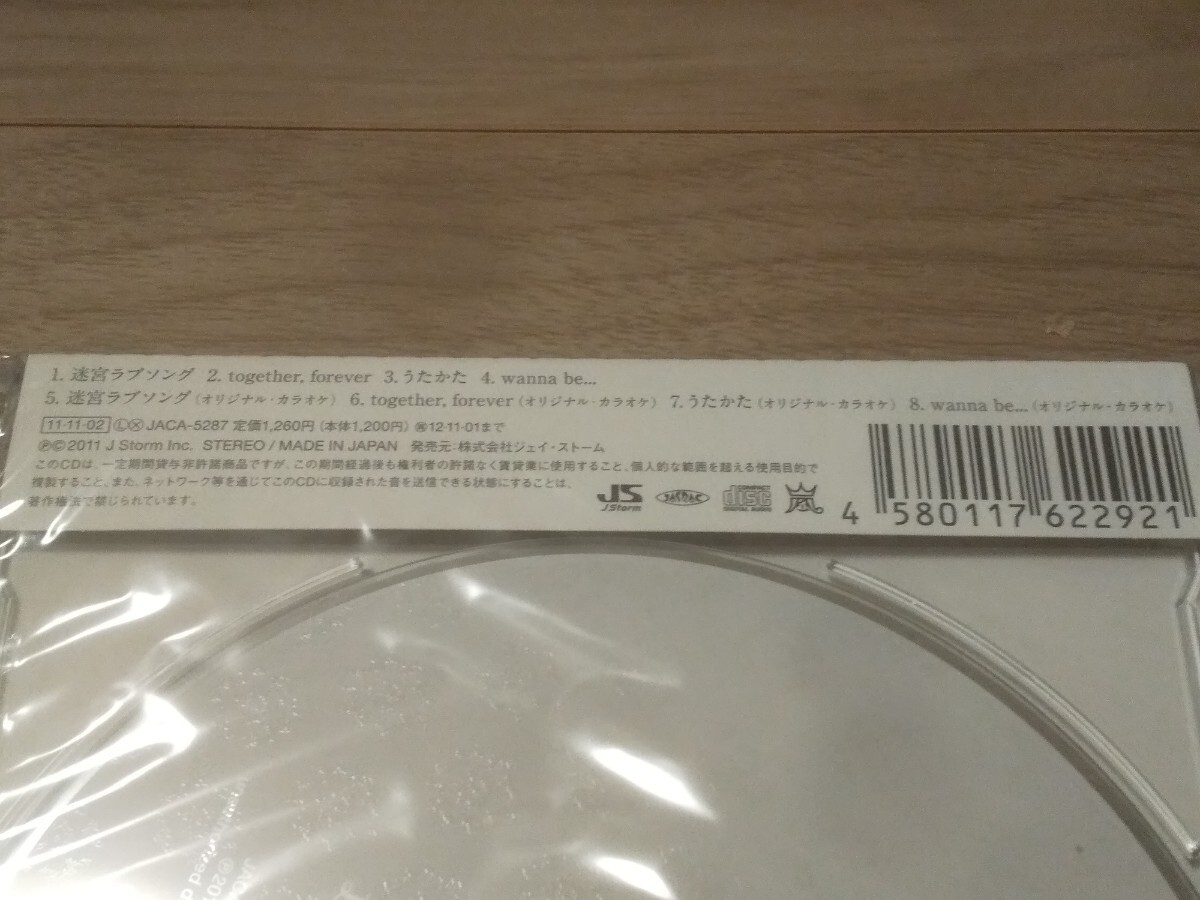 1. 迷宮ラブソング 2. together, forever 3. うたかた 4. wanna be...
5. 迷宮ラブソング (オリジナル・カラオケ) 6. together, forever (オリジナル・カラオケ) 7. うたかた (オリジナル・カラオケ) 8. wanna be... (オリジナル・カラオケ)
11・11・02 Ⓛ Ⓧ JACA-5287 定価1,260円 (本体1,200円) ㊡12・11・01まで
Ⓟ©2011 J Storm Inc. STEREO / MADE IN JAPAN 発売元:株式会社ジェイ・ストーム
このCDは、一定期間貸与非許諾商品ですが、この期間経過後も権利者の許諾なく賃貸業に使用すること、個人的な範囲を超える使用目的で
複製すること、また、ネットワーク等を通じてこのCDに収録された音を送信できる状態にすることは、
著作権法で禁じられています。
JS
J Storm
JASRAC
COMPACT
disc
DIGITAL AUDIO
嵐
4 580117 622921